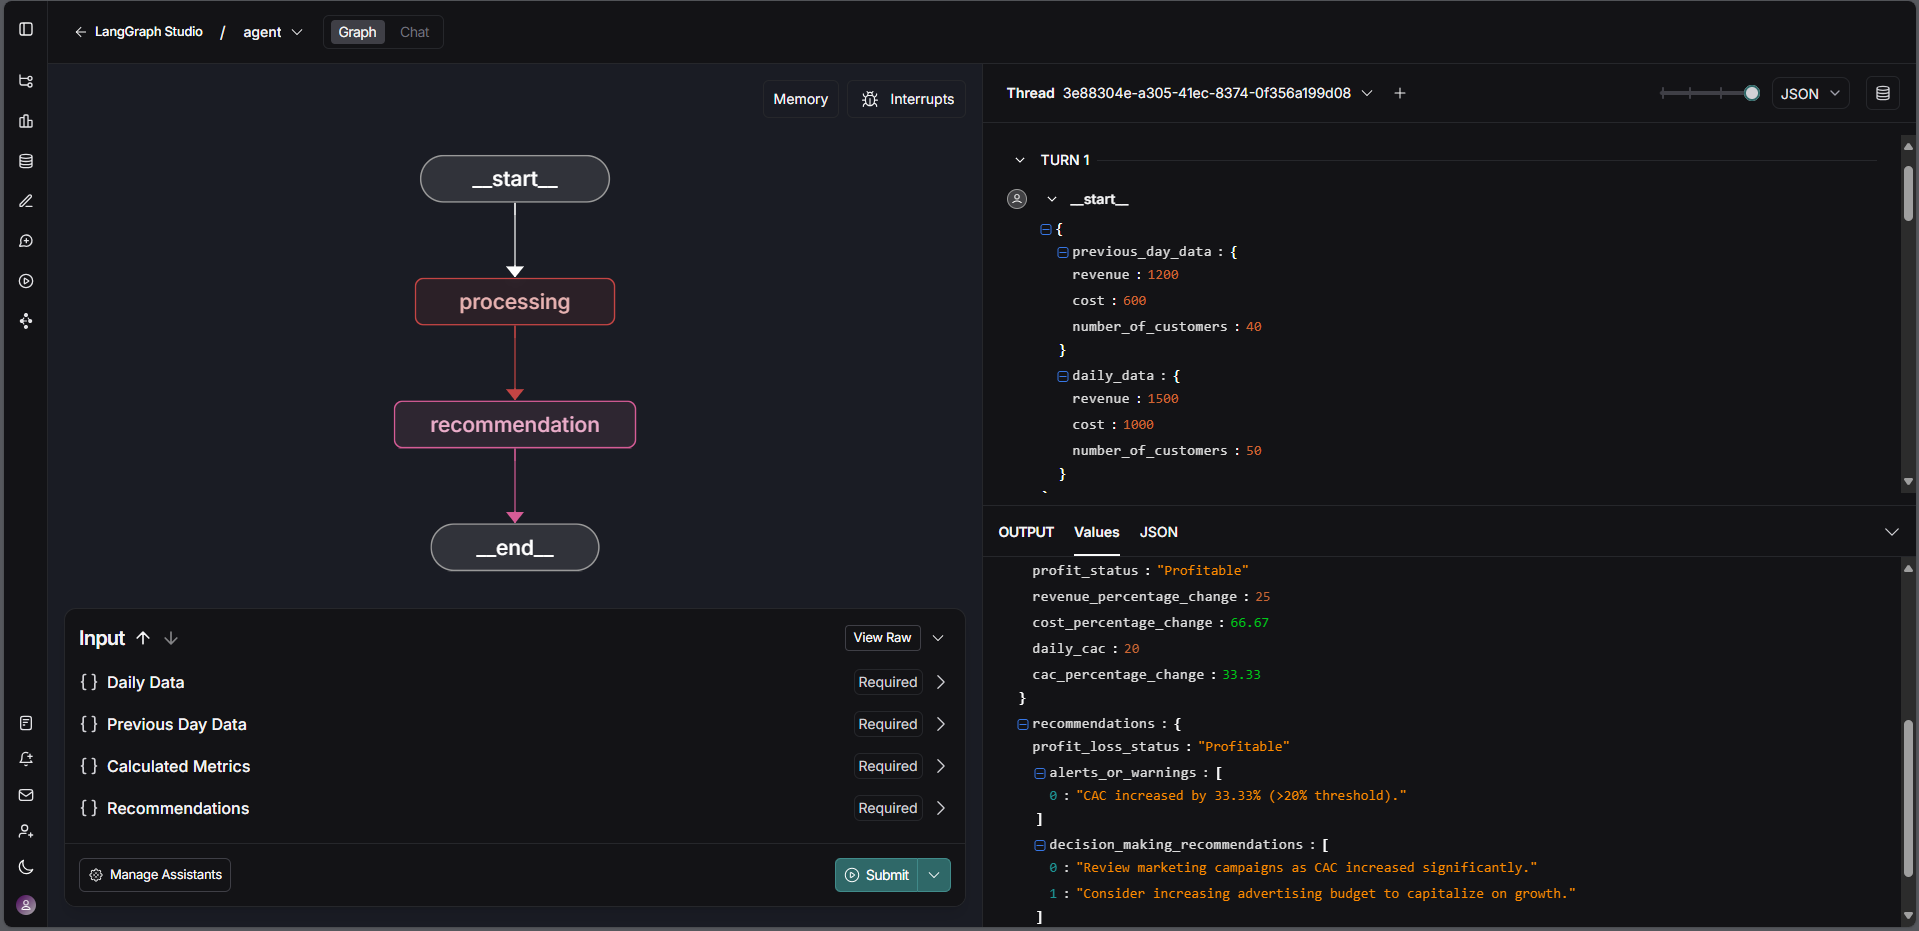 LangGraph Studio / agent
Graph Chat
Memory
Interrupts
__start__
processing
recommendation
__end__
Input
View Raw
{ } Daily Data Required
{ } Previous Day Data Required
{ } Calculated Metrics Required
{ } Recommendations Required
Manage Assistants
Submit
Thread 3e88304e-a305-41ec-8374-0f356a199d08 +
JSON
TURN 1
__start__
{
previous_day_data : {
revenue : 1200
cost : 600
number_of_customers : 40
}
daily_data : {
revenue : 1500
cost : 1000
number_of_customers : 50
}
OUTPUT Values JSON
profit_status : "Profitable"
revenue_percentage_change : 25
cost_percentage_change : 66.67
daily_cac : 20
cac_percentage_change : 33.33
}
recommendations : {
profit_loss_status : "Profitable"
alerts_or_warnings : [
0 : "CAC increased by 33.33% (>20% threshold)."
]
decision_making_recommendations : [
0 : "Review marketing campaigns as CAC increased significantly."
1 : "Consider increasing advertising budget to capitalize on growth."
]